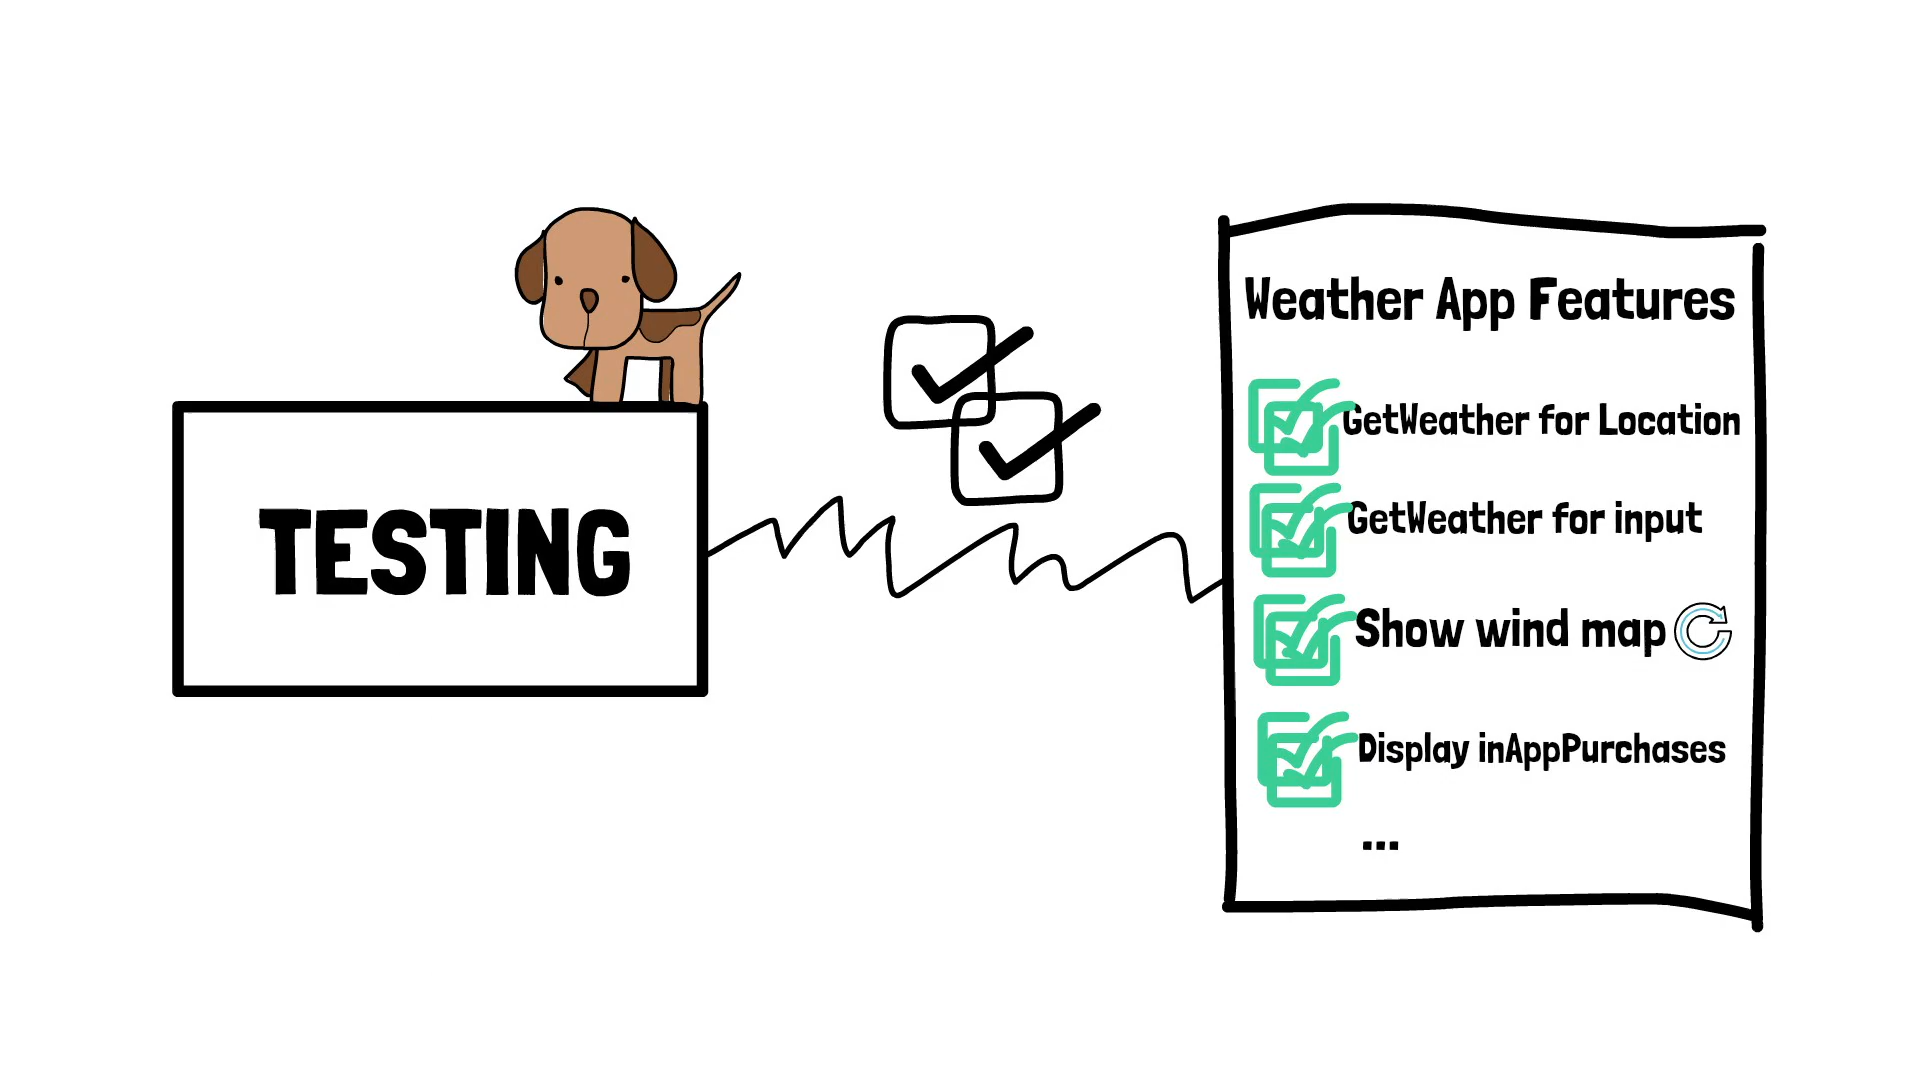 TESTING
Weather App Features
GetWeather for Location
GetWeather for input
Show wind map
Display inAppPurchases
...